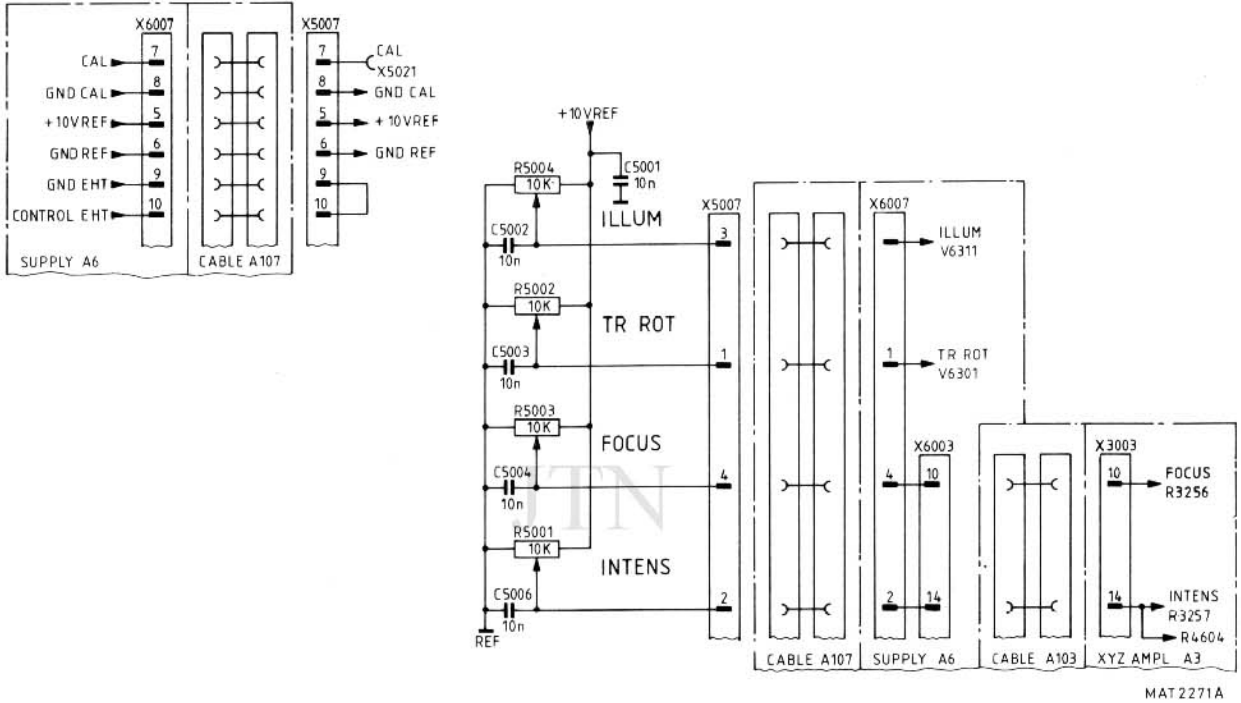 X6007
X5007
CAL
7
7
CAL
X5021
GND CAL
8
8
GND CAL
+10VREF
5
5
+10VREF
GND REF
6
6
GND REF
GND EHT
9
9
CONTROL EHT
10
10
SUPPLY A6
CABLE A107
+10VREF
R5004
10K
C5001
10n
ILLUM
C5002
10n
X5007
3
X6007
ILLUM
V6311
R5002
10K
TR ROT
C5003
10n
1
1
TR ROT
V6301
R5003
10K
FOCUS
C5004
10n
4
4
X6003
10
X3003
10
FOCUS
R3256
JTN
R5001
10K
INTENS
C5006
10n
2
2
14
14
INTENS
R3257
R4604
REF
CABLE A107
SUPPLY A6
CABLE A103
XYZ AMPL A3
MAT2271A